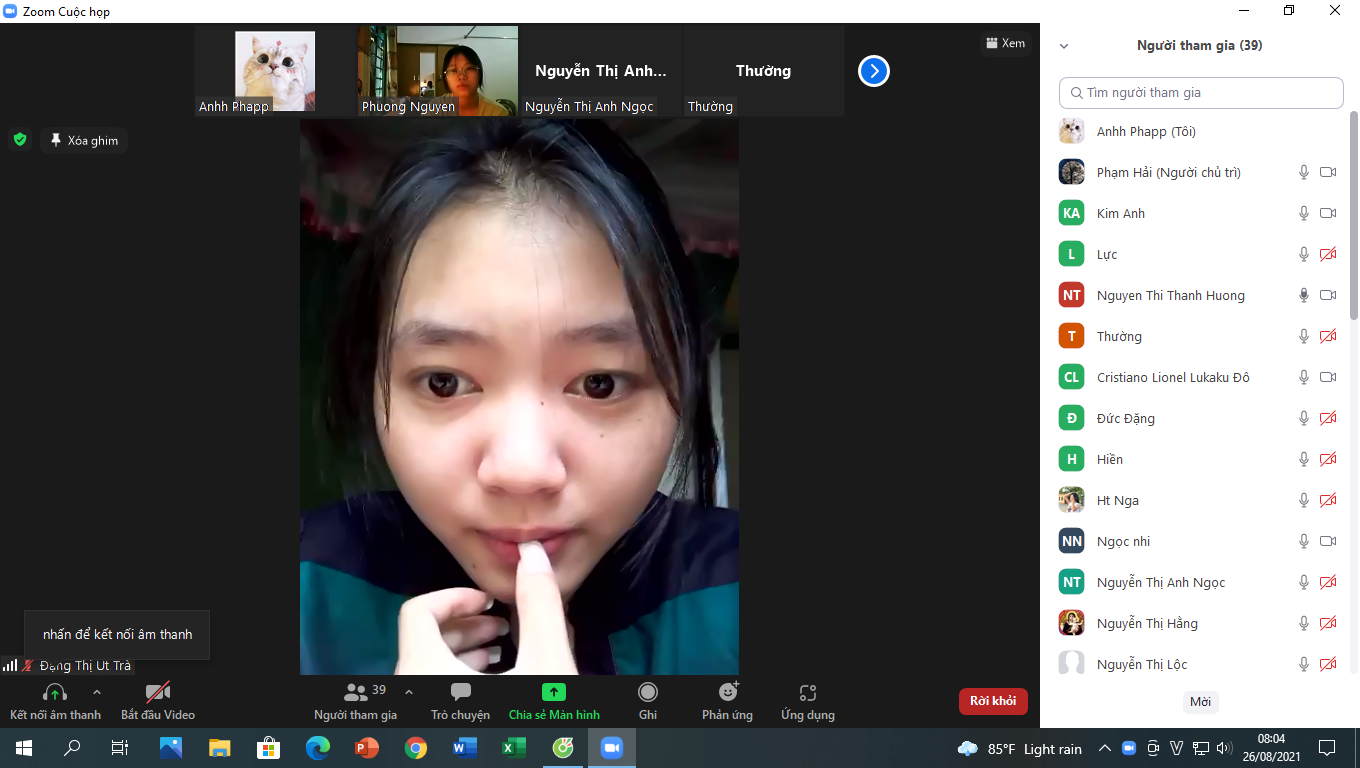 Zoom Cuộc họp
Anhh Phapp
Phuong Nguyen
Nguyễn Thị Anh...
Nguyễn Thị Anh Ngọc
Thường
Thường
Xem
Xóa ghim
nhấn để kết nối âm thanh
Đặng Thị Út Trà
Kết nối âm thanh
Bắt đầu Video
39
Người tham gia
Trò chuyện
Chia sẻ Màn hình
Ghi
Phản ứng
Ứng dụng
Rời khỏi
Người tham gia (39)
Tìm người tham gia
Anhh Phapp (Tôi)
Phạm Hải (Người chủ trì)
KA Kim Anh
L Lực
NT Nguyen Thi Thanh Huong
T Thường
CL Cristiano Lionel Lukaku Đô
Đ Đức Đặng
H Hiền
Ht Nga
NN Ngọc nhi
NT Nguyễn Thị Anh Ngọc
Nguyễn Thị Hằng
Nguyễn Thị Lộc
Mời
85°F Light rain
08:04
26/08/2021